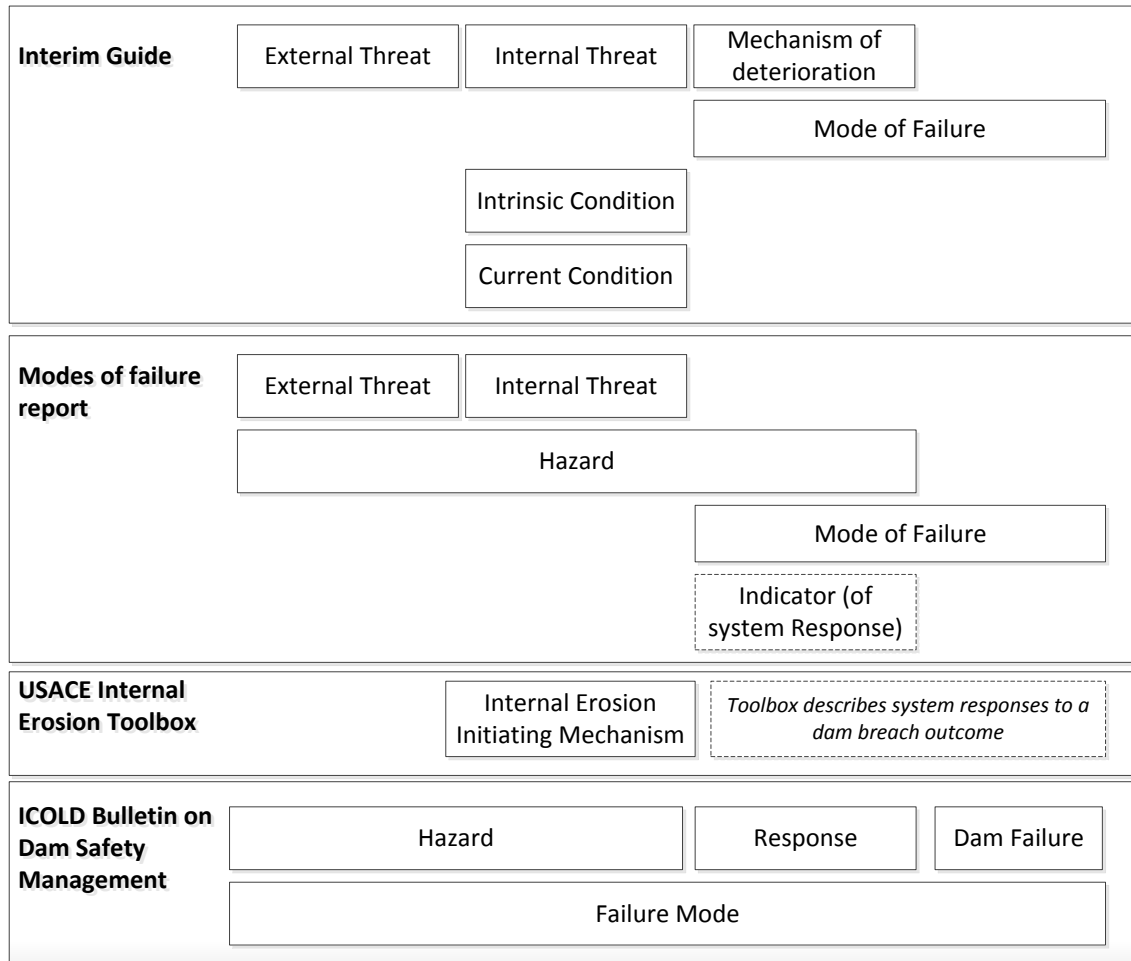 Interim Guide
External Threat
Internal Threat
Mechanism of
deterioration
Mode of Failure
Intrinsic Condition
Current Condition
Modes of failure
report
External Threat
Internal Threat
Hazard
Mode of Failure
Indicator (of
system Response)
USACE Internal
Erosion Toolbox
Internal Erosion
Initiating Mechanism
Toolbox describes system responses to a
dam breach outcome
ICOLD Bulletin on
Dam Safety
Management
Hazard
Response
Dam Failure
Failure Mode